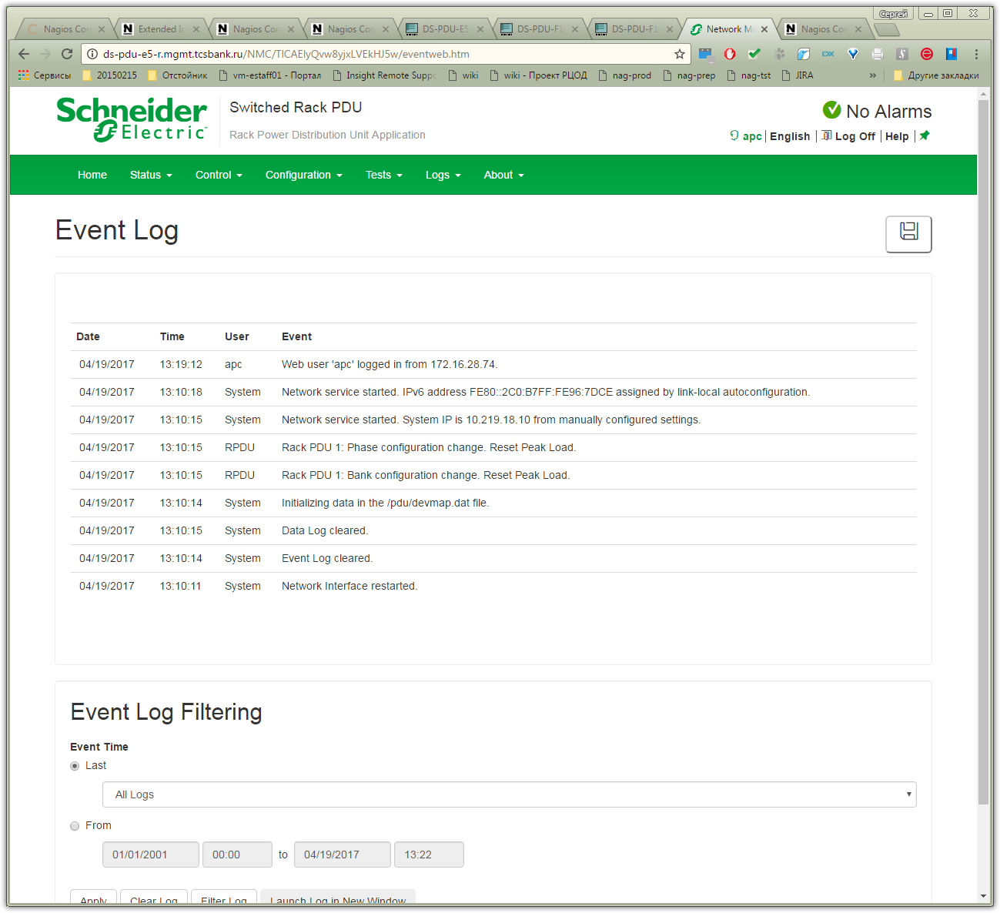 Сергей
Nagios Cor
Extended In
Nagios Cor
Nagios Cor
DS-PDU-E5
DS-PDU-F1
DS-PDU-F1
Network M
Nagios Cor
ds-pdu-e5-r.mgmt.tcsbank.ru/NMC/TlCAElyQvw8yjxLVEkHJ5w/eventweb.htm
Сервисы
20150215
Отстойник
vm-estaff01 - Портал
Insight Remote Suppo
wiki
wiki - Проект РЦОД
nag-prod
nag-prep
nag-tst
JIRA
»
Другие закладки
Schneider Electric
Switched Rack PDU
Rack Power Distribution Unit Application
No Alarms
apc | English | Log Off | Help |
Home Status Control Configuration Tests Logs About
Event Log
Date Time User Event
04/19/2017 13:19:12 apc Web user 'apc' logged in from 172.16.28.74.
04/19/2017 13:10:18 System Network service started. IPv6 address FE80::2C0:B7FF:FE96:7DCE assigned by link-local autoconfiguration.
04/19/2017 13:10:15 System Network service started. System IP is 10.219.18.10 from manually configured settings.
04/19/2017 13:10:15 RPDU Rack PDU 1: Phase configuration change. Reset Peak Load.
04/19/2017 13:10:15 RPDU Rack PDU 1: Bank configuration change. Reset Peak Load.
04/19/2017 13:10:14 System Initializing data in the /pdu/devmap.dat file.
04/19/2017 13:10:15 System Data Log cleared.
04/19/2017 13:10:14 System Event Log cleared.
04/19/2017 13:10:11 System Network Interface restarted.
Event Log Filtering
Event Time
Last
All Logs
From
01/01/2001 00:00 to 04/19/2017 13:22
Apply Clear Log Filter Log Launch Log in New Window